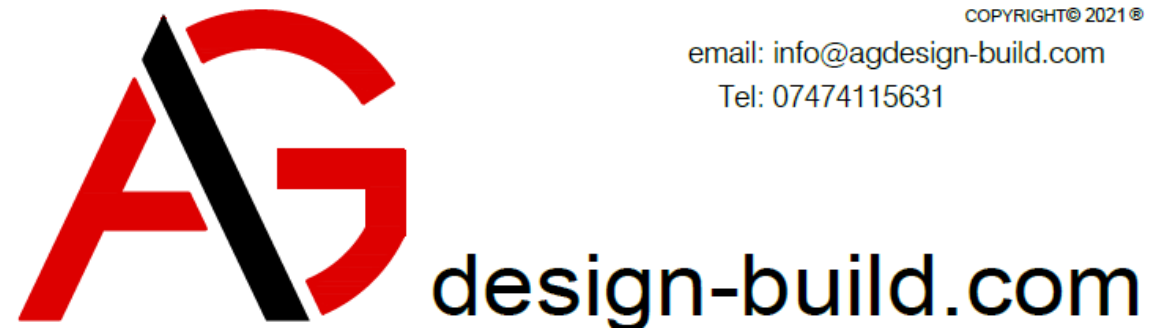 COPYRIGHT© 2021®
email: info@agdesign-build.com
Tel: 07474115631
AG
design-build.com